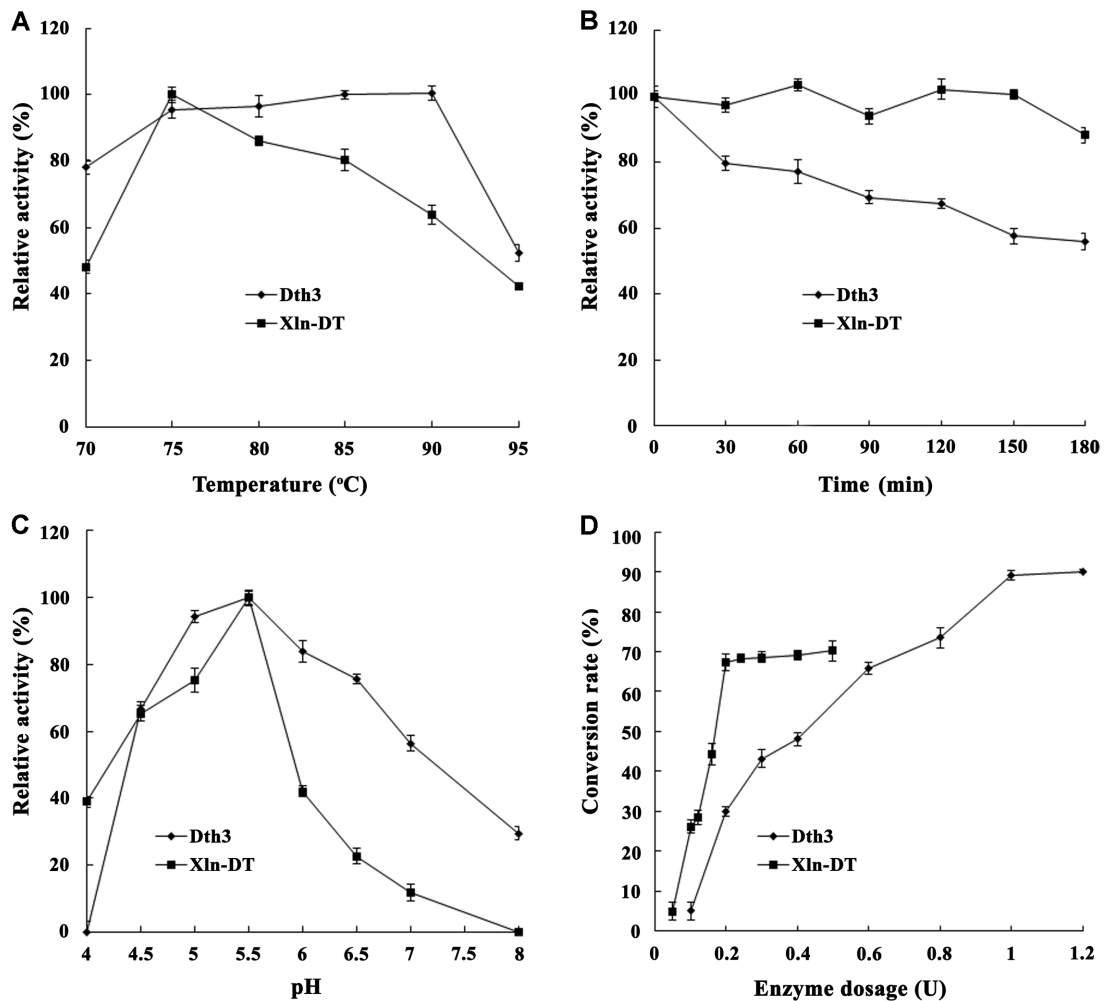 A
120
100
80
60
40
20
0
Relative activity (%)
70 75 80 85 90 95
Temperature (°C)
Dth3
Xln-DT
B
120
100
80
60
40
20
0
Relative activity (%)
0 30 60 90 120 150 180
Time (min)
Dth3
Xln-DT
C
120
100
80
60
40
20
0
Relative activity (%)
4 4.5 5 5.5 6 6.5 7 7.5 8
pH
Dth3
Xln-DT
D
100
90
80
70
60
50
40
30
20
10
0
Conversion rate (%)
0 0.2 0.4 0.6 0.8 1 1.2
Enzyme dosage (U)
Dth3
Xln-DT